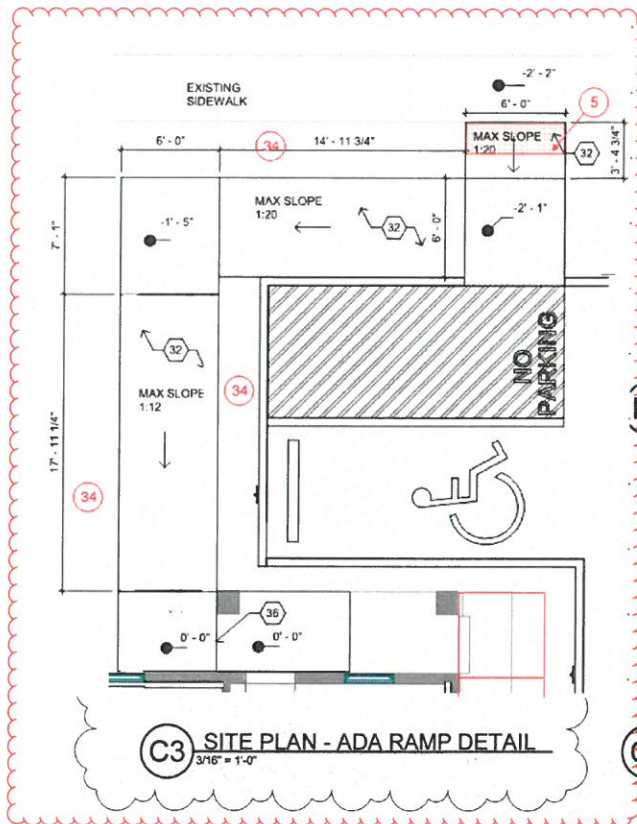 -2' - 2"
EXISTING
SIDEWALK
6' - 0"
5
6' - 0"
34
14' - 11 3/4"
MAX SLOPE
1:20
32
3' - 4 3/4"
7' - 1"
-1' - 5"
MAX SLOPE
1:20
32
6' - 0"
-2' - 1"
32
MAX SLOPE
1:12
34
NO
PARKING
17' - 11 1/4"
34
36
0' - 0"
0' - 0"
C3
SITE PLAN - ADA RAMP DETAIL
3/16" = 1'-0"